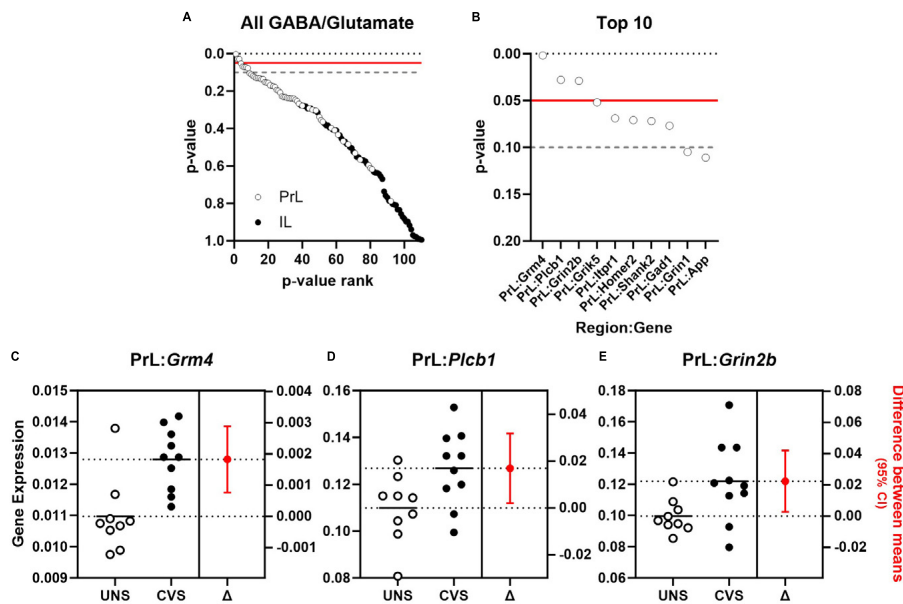 A All GABA/Glutamate
p-value
0.0
0.2
0.4
0.6
0.8
1.0
PrL
IL
0 20 40 60 80 100
p-value rank
B Top 10
p-value
0.00
0.05
0.10
0.15
0.20
PrL:Grm4
PrL:Plcb1
PrL:Grin2b
PrL:Grik5
PrL:Itpr1
PrL:Homer2
PrL:Shank2
PrL:Gad1
PrL:Grin1
PrL:App
Region:Gene
C PrL:Grm4
Gene Expression
0.015
0.014
0.013
0.012
0.011
0.010
0.009
0.004
0.003
0.002
0.001
0.000
-0.001
UNS CVS Δ
D PrL:Plcb1
0.16
0.14
0.12
0.10
0.08
0.04
0.02
0.00
-0.02
UNS CVS Δ
E PrL:Grin2b
0.18
0.16
0.14
0.12
0.10
0.08
0.06
0.08
0.06
0.04
0.02
0.00
-0.02
UNS CVS Δ
Difference between means
(95% CI)